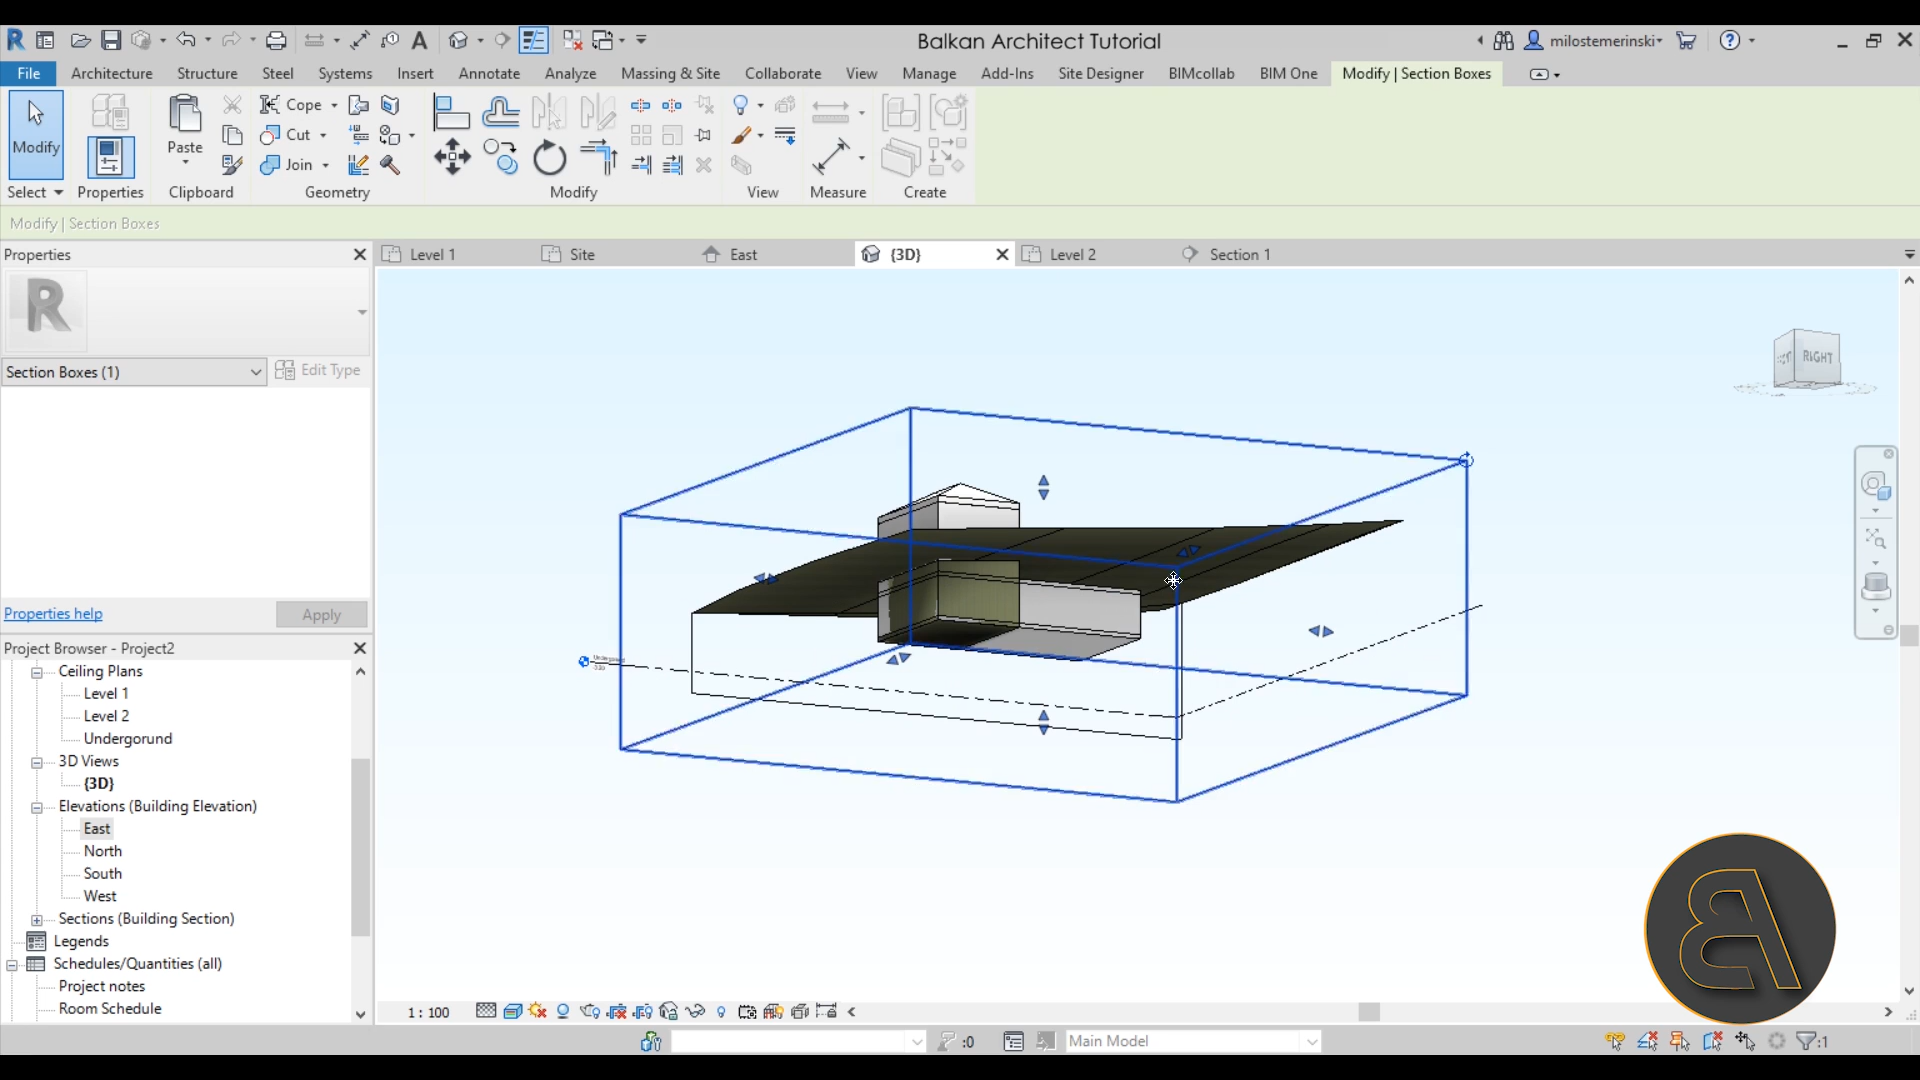 Balkan Architect Tutorial
milostemerinski
File Architecture Structure Steel Systems Insert Annotate Analyze Massing & Site Collaborate View Manage Add-Ins Site Designer BIMcollab BIM One Modify | Section Boxes
Modify Paste Cope Cut Join
Select Properties Clipboard Geometry Modify View Measure Create
Modify | Section Boxes
Properties
Level 1 Site East {3D} Level 2 Section 1
Section Boxes (1) Edit Type
RIGHT
Properties help Apply
Project Browser - Project2
Ceiling Plans
Level 1
Level 2
Undergorund
3D Views
{3D}
Elevations (Building Elevation)
East
North
South
West
Sections (Building Section)
Legends
Schedules/Quantities (all)
Project notes
Room Schedule
1 : 100
:0 Main Model :1